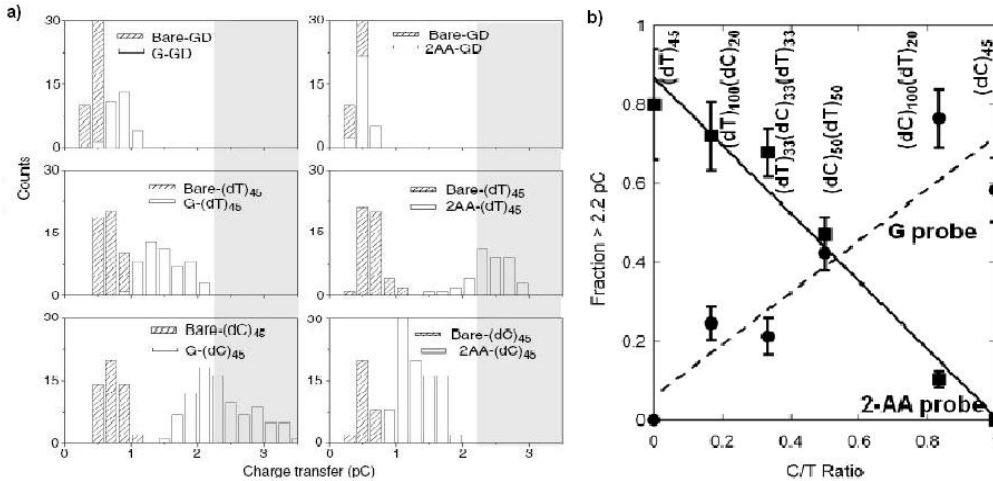 a)
30
15
0
Bare-GD
G-GD
30
15
0
Bare-GD
2AA-GD
Counts
30
15
0
Bare-(dT)45
G-(dT)45
30
15
0
Bare-(dT)45
2AA-(dT)45
30
15
0
Bare-(dC)45
G-(dC)45
30
15
0
Bare-(dC)45
2AA-(dC)45
0 1 2 3
0 1 2 3
Charge transfer (pC)
b)
Fraction > 2.2 pC
0.8
0.6
0.4
0.2
0
(dT)45
(dT)100(dC)20
(dT)33(dC)33(dT)33
(dC)50(dT)50
(dC)100(dT)20
(dC)45
G probe
2-AA probe
0 0.2 0.4 0.6 0.8 1
C/T Ratio